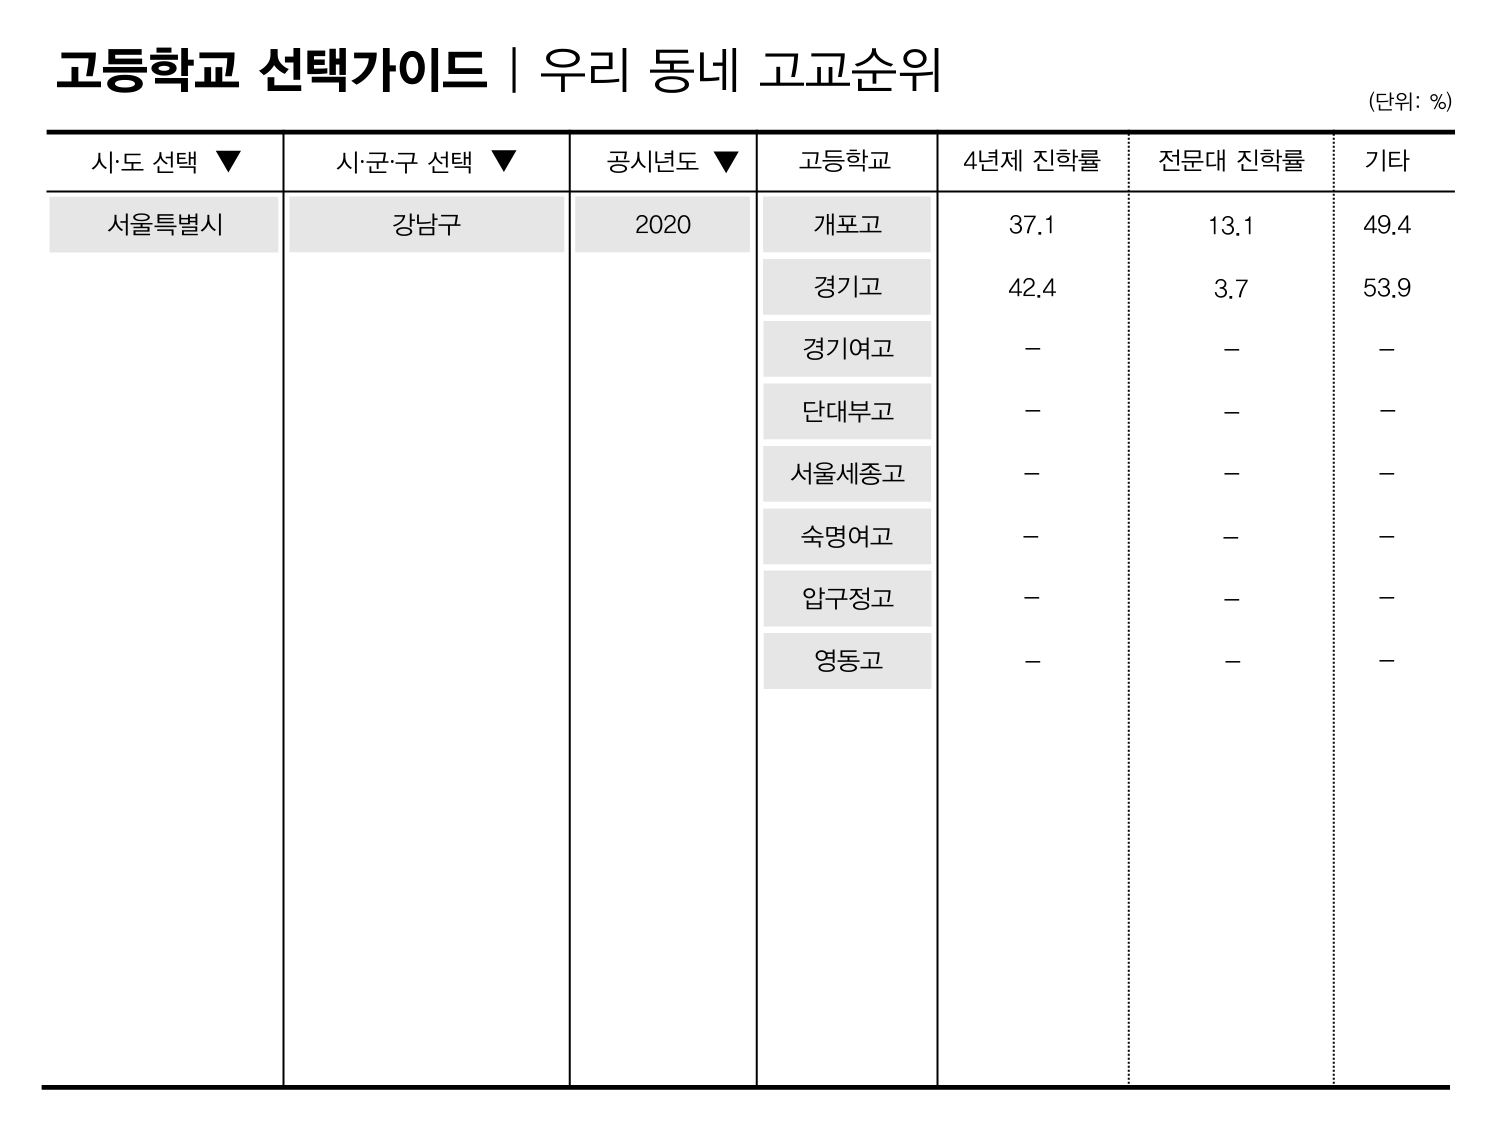 고등학교 선택가이드 | 우리 동네 고교순위
(단위: %)
시·도 선택 ▼ 시·군·구 선택 ▼ 공시년도 ▼ 고등학교 4년제 진학률 전문대 진학률 기타
서울특별시 강남구 2020 개포고 37.1 13.1 49.4
경기고 42.4 3.7 53.9
경기여고 – – –
단대부고 – – –
서울세종고 – – –
숙명여고 – – –
압구정고 – – –
영동고 – – –